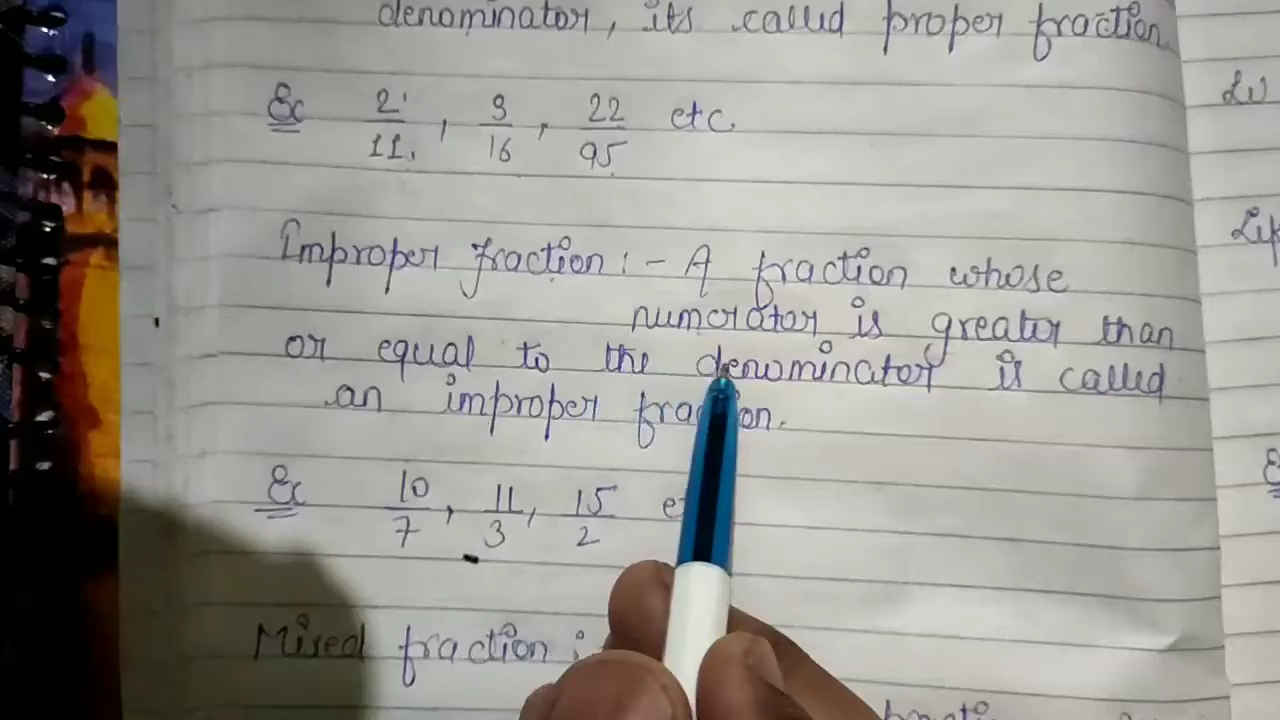 denominator, its called proper fraction.
Ex 2/11, 9/16, 22/95 etc.
Improper fraction :- A fraction whose
numerator is greater than
or equal to the denominator is called
an improper fraction.
Ex 10/7, 11/3, 15/2
Mixed fraction :